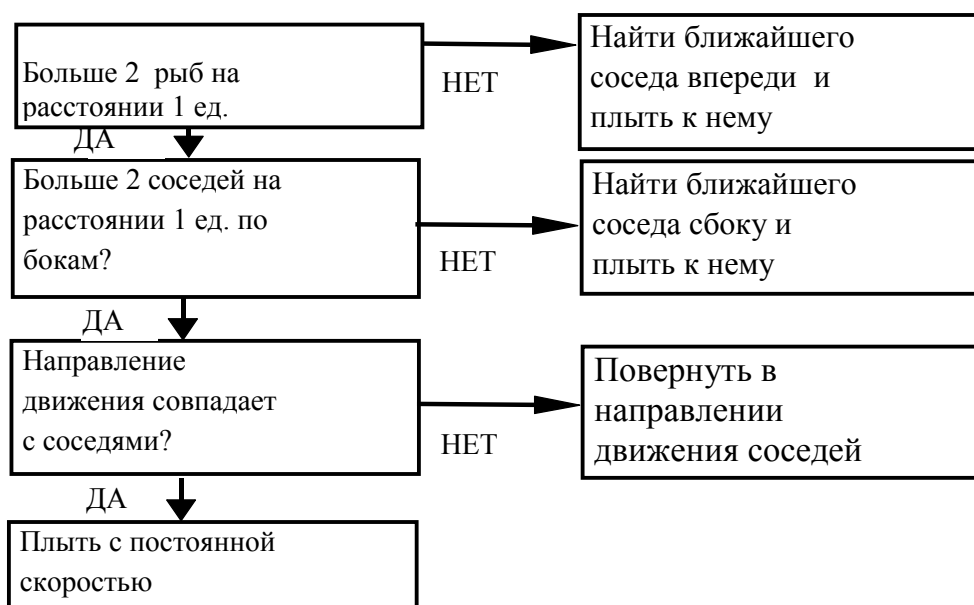 Больше 2 рыб на
расстоянии 1 ед.
НЕТ
Найти ближайшего
соседа впереди и
плыть к нему
ДА
Больше 2 соседей на
расстоянии 1 ед. по
бокам?
НЕТ
Найти ближайшего
соседа сбоку и
плыть к нему
ДА
Направление
движения совпадает
с соседями?
НЕТ
Повернуть в
направлении
движения соседей
ДА
Плыть с постоянной
скоростью